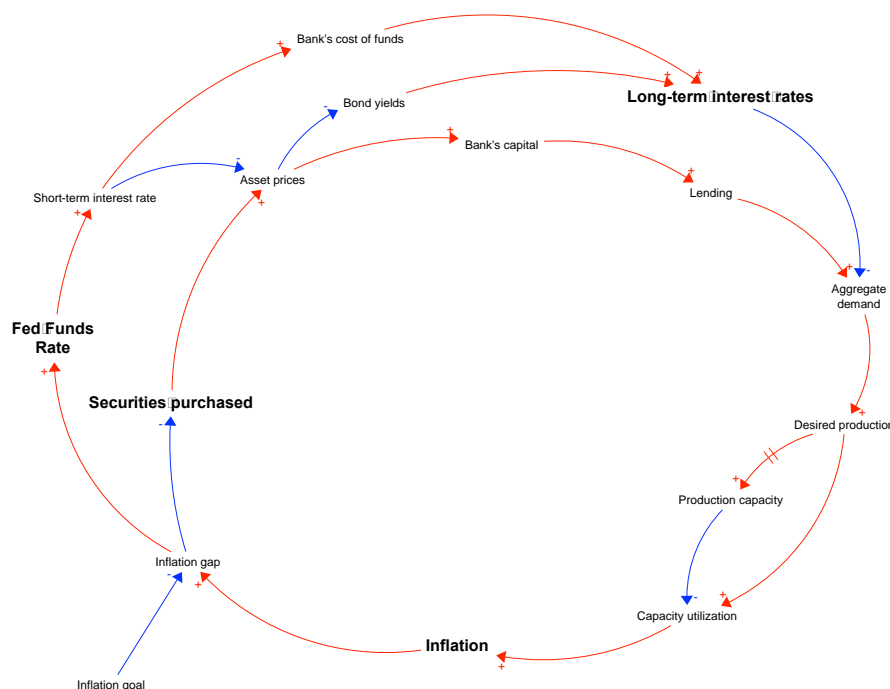 Bank's cost of funds
Bond yields
Long-term interest rates
Bank's capital
Asset prices
Short-term interest rate
Lending
Aggregate
demand
Fed Funds
Rate
Securities purchased
Desired production
Production capacity
Inflation gap
Capacity utilization
Inflation
Inflation goal
+
+
+
-
+
-
+
+
+
+
+
-
+
+
-
+
+
-
+
-
+
+